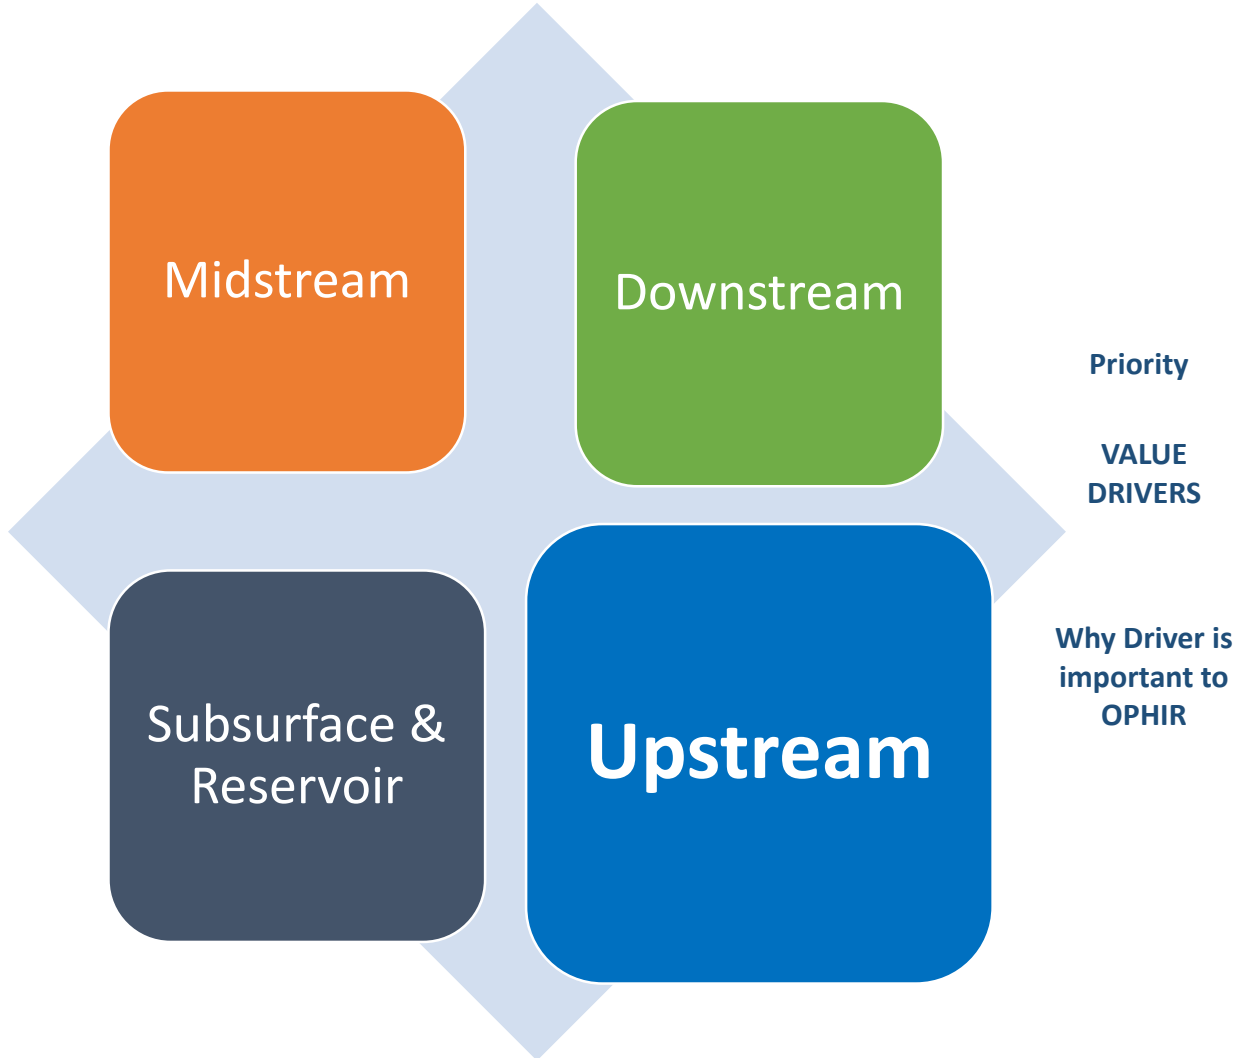 Midstream
Downstream
Priority
VALUE
DRIVERS
Subsurface &
Reservoir
Upstream
Why Driver is
important to
OPHIR